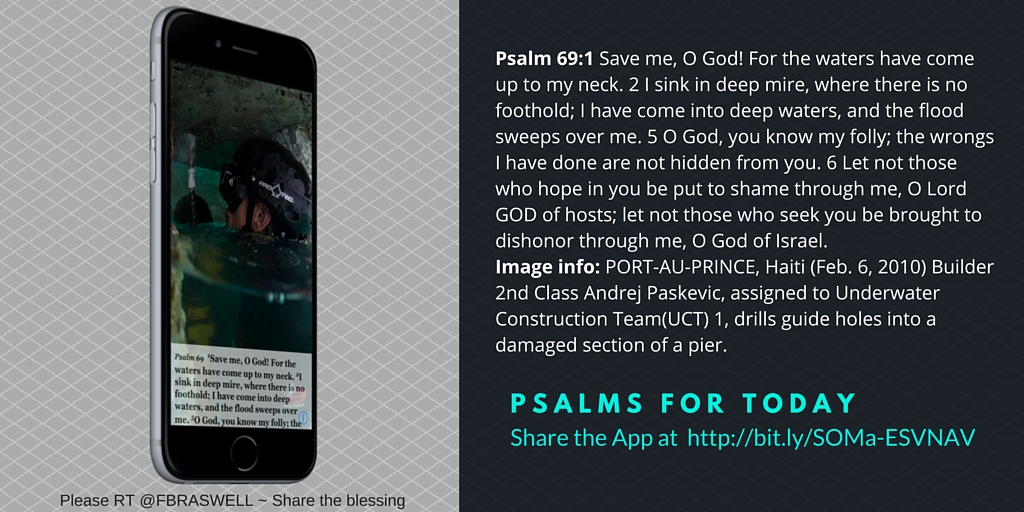 Psalm 69 ¹Save me, O God! For the
waters have come up to my neck. ²I
sink in deep mire, where there is no
foothold; I have come into deep
waters, and the flood sweeps over
me. ⁵O God, you know my folly; the
Please RT @FBRASWELL ~ Share the blessing
Psalm 69:1 Save me, O God! For the waters have come
up to my neck. 2 I sink in deep mire, where there is no
foothold; I have come into deep waters, and the flood
sweeps over me. 5 O God, you know my folly; the wrongs
I have done are not hidden from you. 6 Let not those
who hope in you be put to shame through me, O Lord
GOD of hosts; let not those who seek you be brought to
dishonor through me, O God of Israel.
Image info: PORT-AU-PRINCE, Haiti (Feb. 6, 2010) Builder
2nd Class Andrej Paskevic, assigned to Underwater
Construction Team(UCT) 1, drills guide holes into a
damaged section of a pier.
PSALMS FOR TODAY
Share the App at http://bit.ly/SOMa-ESVNAV